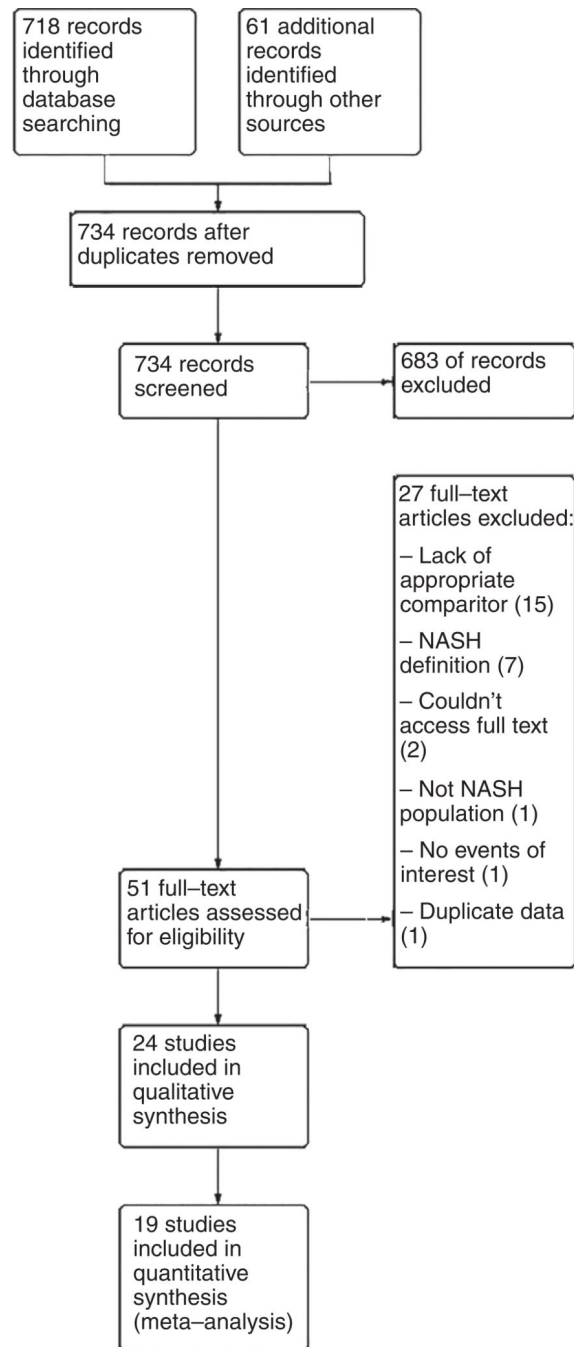 718 records
identified
through
database
searching
61 additional
records
identified
through other
sources
734 records after
duplicates removed
734 records
screened
683 of records
excluded
27 full–text
articles excluded:
– Lack of
appropriate
comparitor (15)
– NASH
definition (7)
– Couldn't
access full text
(2)
– Not NASH
population (1)
– No events of
interest (1)
– Duplicate data
(1)
51 full–text
articles assessed
for eligibility
24 studies
included in
qualitative
synthesis
19 studies
included in
quantitative
synthesis
(meta–analysis)